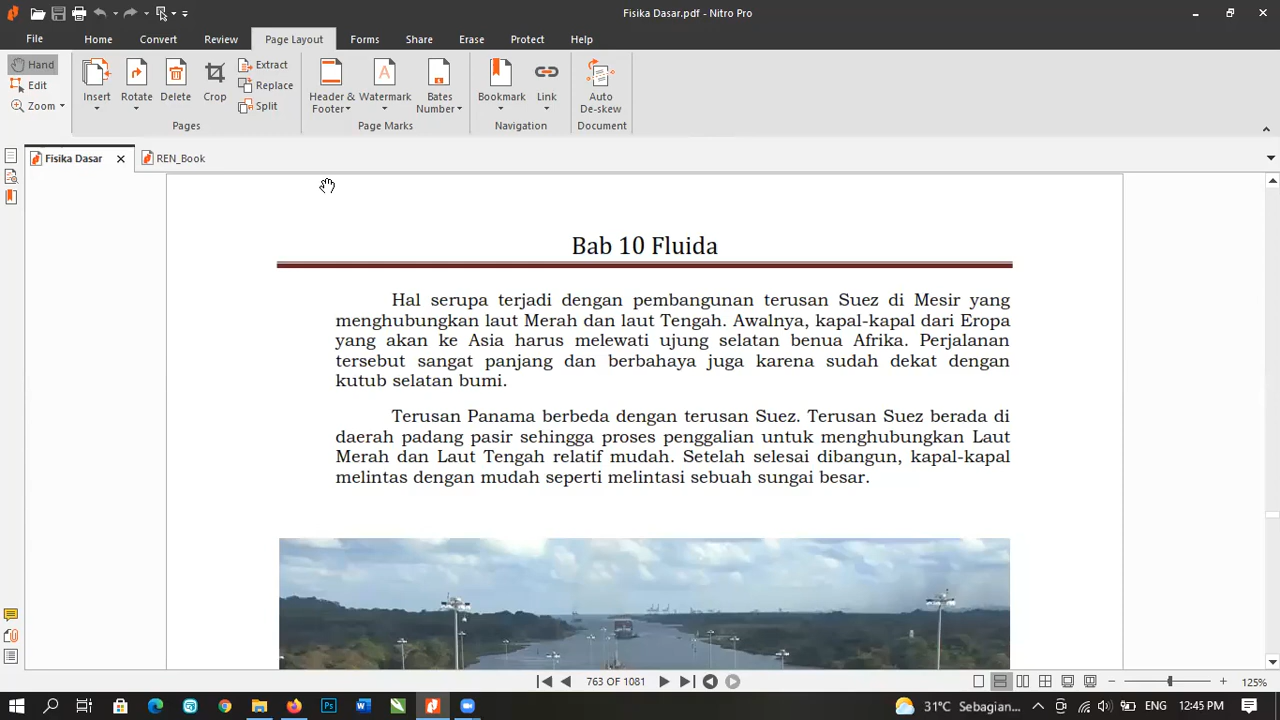 Fisika Dasar.pdf - Nitro Pro
File Home Convert Review Page Layout Forms Share Erase Protect Help
Hand
Edit
Zoom
Insert Rotate Delete Crop
Extract
Replace
Split
Pages
Header & Footer
Watermark
Bates Number
Page Marks
Bookmark
Link
Navigation
Auto De-skew
Document
Fisika Dasar
REN_Book
Bab 10 Fluida
Hal serupa terjadi dengan pembangunan terusan Suez di Mesir yang
menghubungkan laut Merah dan laut Tengah. Awalnya, kapal-kapal dari Eropa
yang akan ke Asia harus melewati ujung selatan benua Afrika. Perjalanan
tersebut sangat panjang dan berbahaya juga karena sudah dekat dengan
kutub selatan bumi.
Terusan Panama berbeda dengan terusan Suez. Terusan Suez berada di
daerah padang pasir sehingga proses penggalian untuk menghubungkan Laut
Merah dan Laut Tengah relatif mudah. Setelah selesai dibangun, kapal-kapal
melintas dengan mudah seperti melintasi sebuah sungai besar.
763 OF 1081
125%
31°C Sebagian...
ENG
12:45 PM